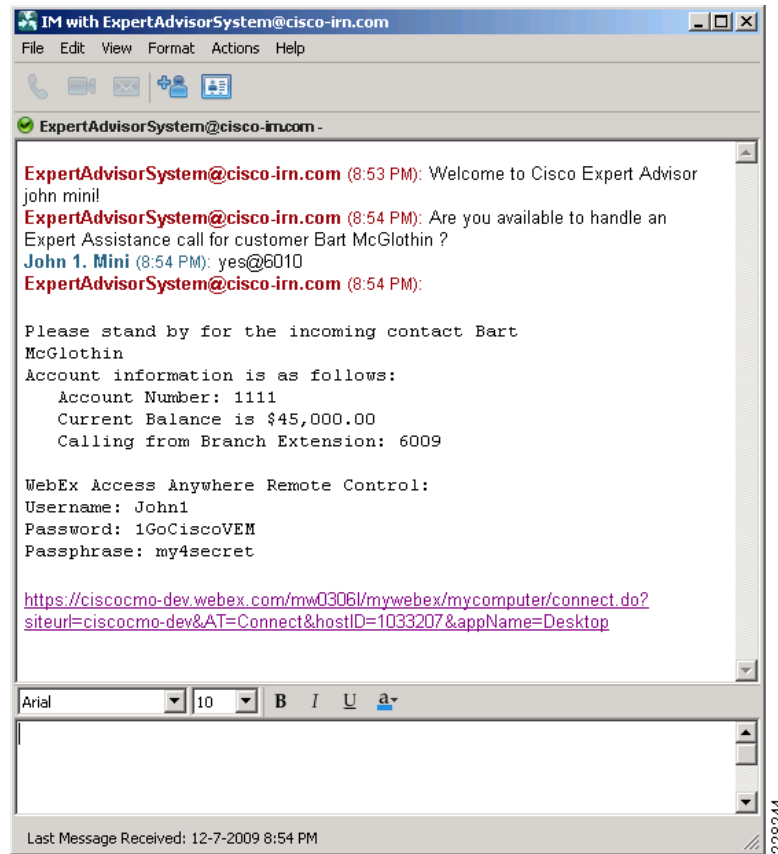 IM with ExpertAdvisorSystem@cisco-irn.com
File Edit View Format Actions Help
ExpertAdvisorSystem@cisco-im.com -
ExpertAdvisorSystem@cisco-irn.com (8:53 PM): Welcome to Cisco Expert Advisor
john mini!
ExpertAdvisorSystem@cisco-irn.com (8:54 PM): Are you available to handle an
Expert Assistance call for customer Bart McGlothin ?
John 1. Mini (8:54 PM): yes@6010
ExpertAdvisorSystem@cisco-irn.com (8:54 PM):
Please stand by for the incoming contact Bart
McGlothin
Account information is as follows:
Account Number: 1111
Current Balance is $45,000.00
Calling from Branch Extension: 6009
WebEx Access Anywhere Remote Control:
Username: John1
Password: 1GoCiscoVEM
Passphrase: my4secret
https://ciscocmo-dev.webex.com/mw0306l/mywebex/mycomputer/connect.do?
siteurl=ciscocmo-dev&AT=Connect&hostID=1033207&appName=Desktop
Arial 10 B I U a
Last Message Received: 12-7-2009 8:54 PM
228244